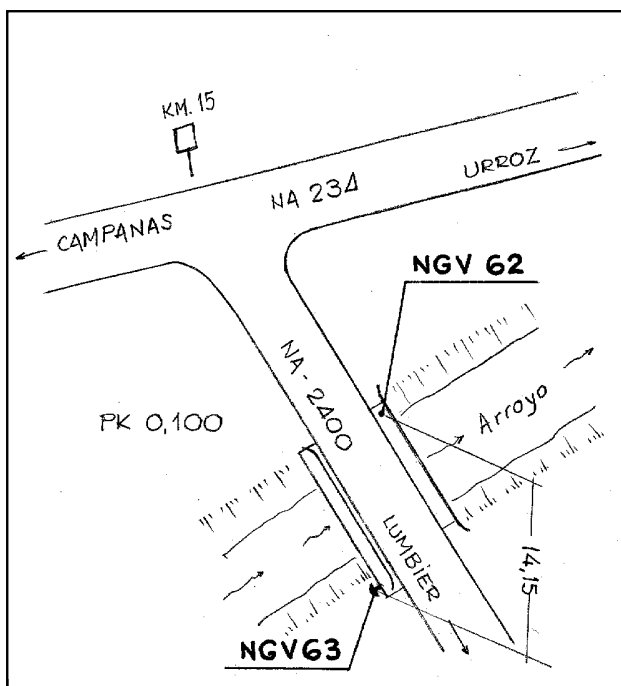 KM. 15
URROZ
NA 234
CAMPANAS
NGV 62
NA - 2400
PK 0,100
Arroyo
LUMBIER
14,15
NGV63